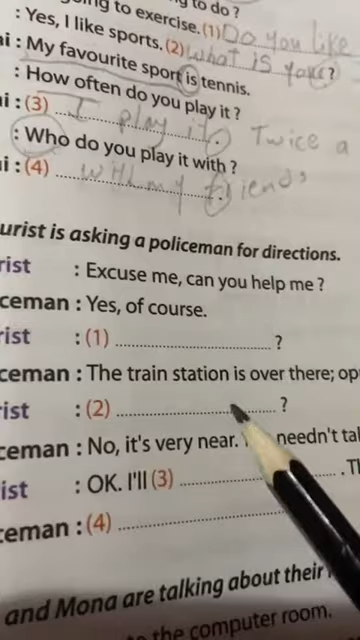 to do ?
to exercise. (1) Do you like
: Yes, I like sports. (2) What is your ?
: My favourite sport is tennis.
: How often do you play it ?
i : (3) I play it. Twice a
: Who do you play it with ?
i : (4) with my friends
urist is asking a policeman for directions.
rist : Excuse me, can you help me ?
ceman : Yes, of course.
rist : (1) ........................ ?
ceman : The train station is over there; op
rist : (2) ........................ ?
ceman : No, it's very near. needn't ta
ist : OK. I'll (3) ........................ . Th
ceman : (4) ........................
and Mona are talking about their
the computer room.